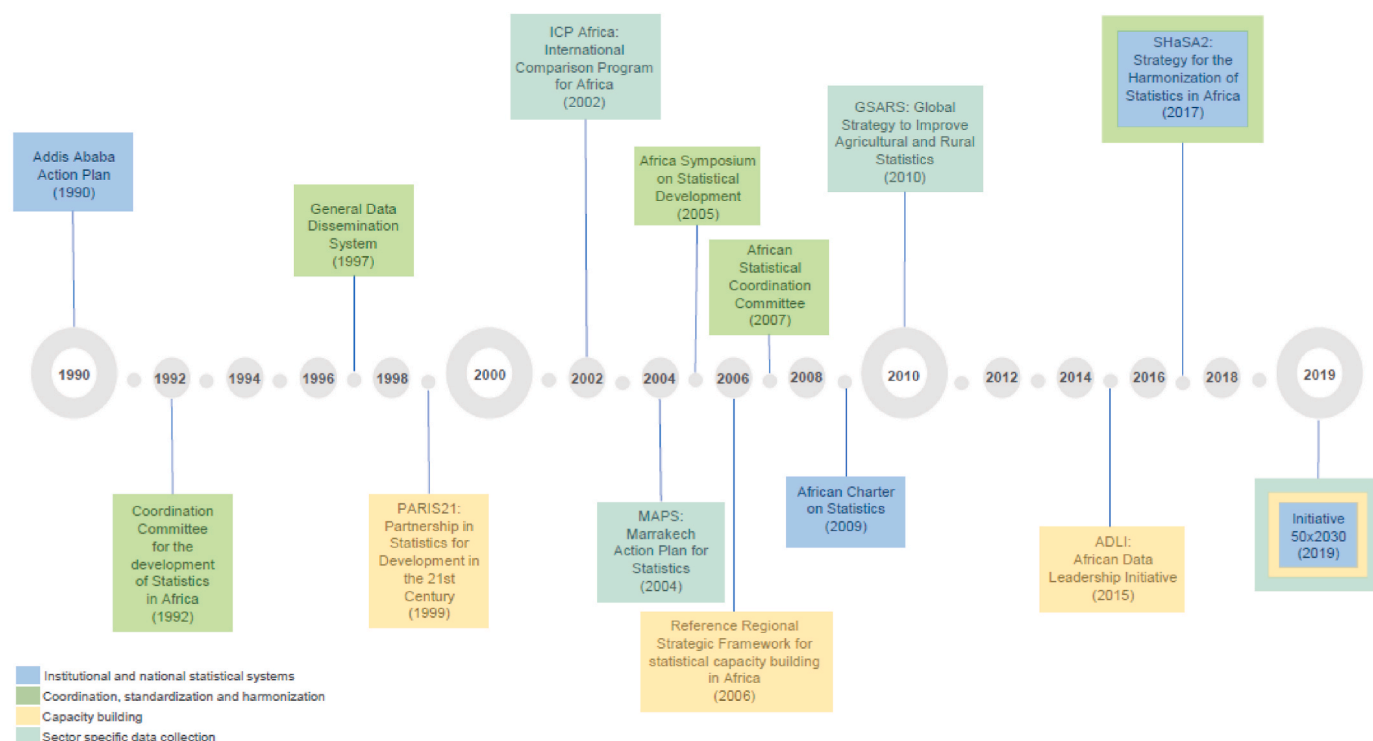 ICP Africa:
International
Comparison Program
for Africa
(2002)
SHaSA2:
Strategy for the
Harmonization of
Statistics in Africa
(2017)
GSARS: Global
Strategy to Improve
Agricultural and Rural
Statistics
(2010)
Addis Ababa
Action Plan
(1990)
Africa Symposium
on Statistical
Development
(2005)
General Data
Dissemination
System
(1997)
African
Statistical
Coordination
Committee
(2007)
1990
1992
1994
1996
1998
2000
2002
2004
2006
2008
2010
2012
2014
2016
2018
2019
Coordination
Committee
for the
development
of Statistics
in Africa
(1992)
PARIS21:
Partnership in
Statistics for
Development in
the 21st
Century
(1999)
MAPS:
Marrakech
Action Plan for
Statistics
(2004)
African Charter
on Statistics
(2009)
ADLI:
African Data
Leadership Initiative
(2015)
Initiative
50x2030
(2019)
Reference Regional
Strategic Framework for
statistical capacity building
in Africa
(2006)
Institutional and national statistical systems
Coordination, standardization and harmonization
Capacity building
Sector specific data collection